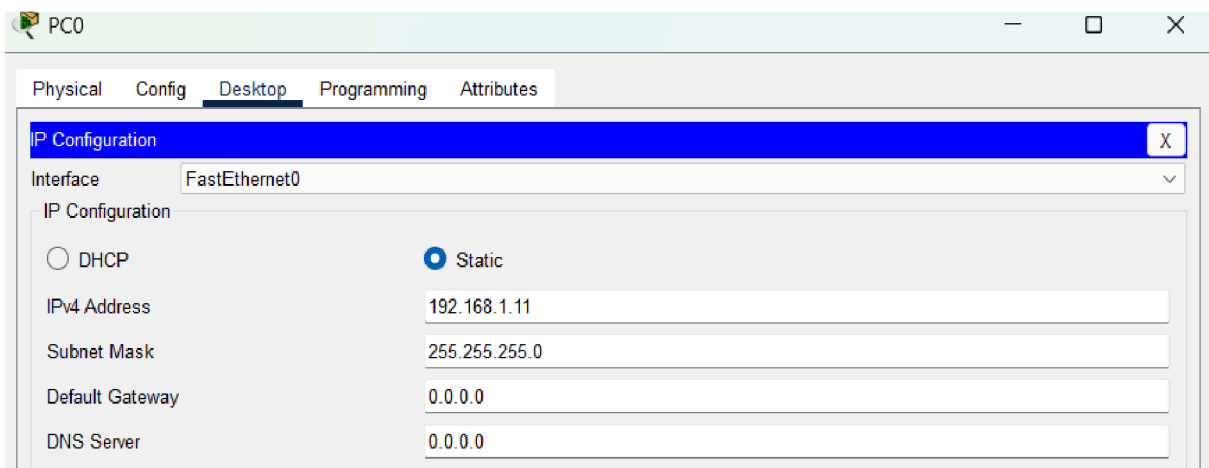 PC0
Physical Config Desktop Programming Attributes
IP Configuration X
Interface FastEthernet0
IP Configuration
DHCP Static
IPv4 Address 192.168.1.11
Subnet Mask 255.255.255.0
Default Gateway 0.0.0.0
DNS Server 0.0.0.0